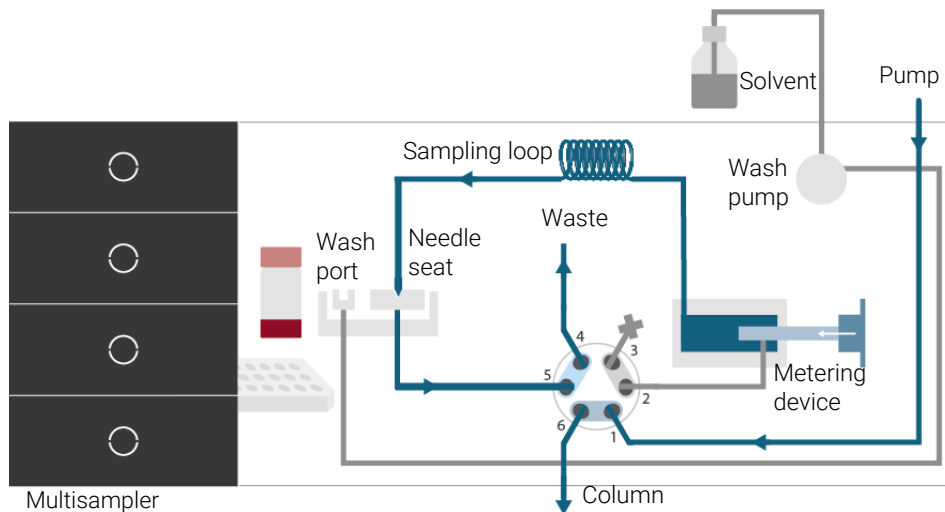 Solvent
Pump
Sampling loop
Wash
pump
Waste
Wash
port
Needle
seat
4
3
5
2
6
1
Metering
device
Multisampler
Column